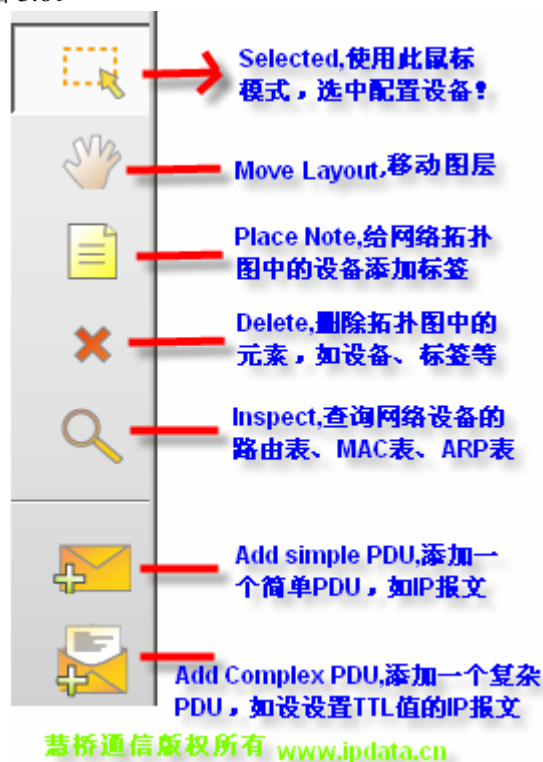 Selected,使用此鼠标
模式，选中配置设备！
Move Layout,移动图层
Place Note,给网络拓扑
图中的设备添加标签
Delete,删除拓扑图中的
元素，如设备、标签等
Inspect,查询网络设备的
路由表、MAC表、ARP表
Add simple PDU,添加一
个简单PDU，如IP报文
Add Complex PDU,添加一个复杂
PDU，如设设置TTL值的IP报文
慧桥通信版权所有 www.ipdata.cn